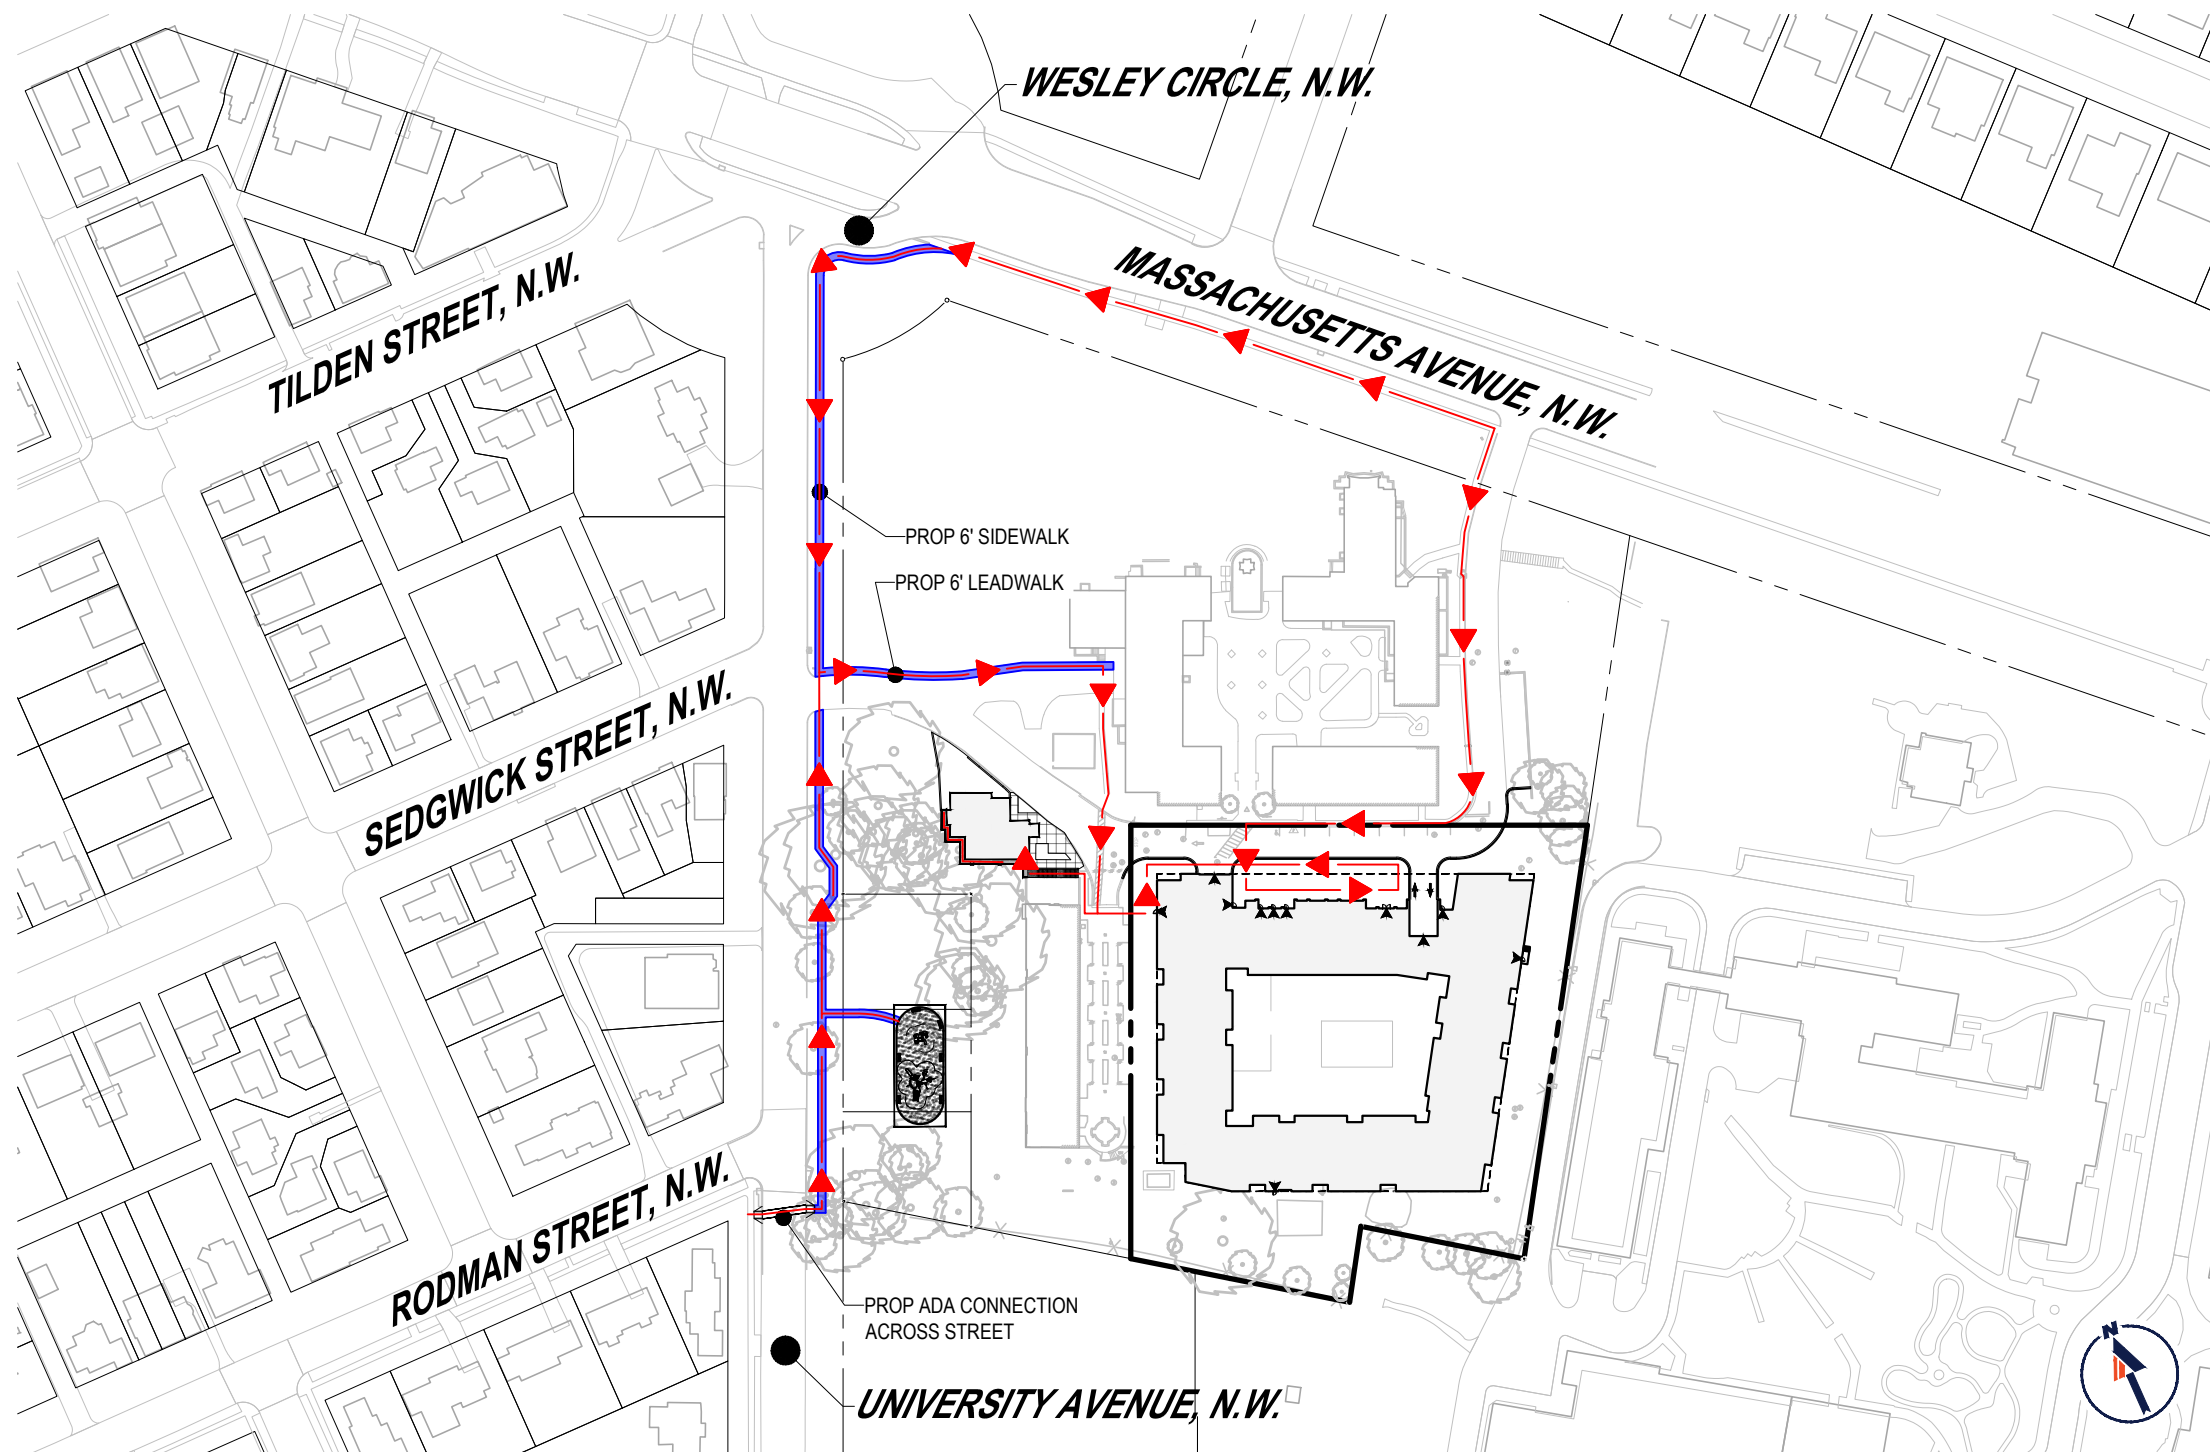 WESLEY CIRCLE, N.W.
MASSACHUSETTS AVENUE, N.W.
TILDEN STREET, N.W.
PROP 6' SIDEWALK
PROP 6' LEADWALK
SEDGWICK STREET, N.W.
RODMAN STREET, N.W.
PROP ADA CONNECTION
ACROSS STREET
UNIVERSITY AVENUE, N.W.
N